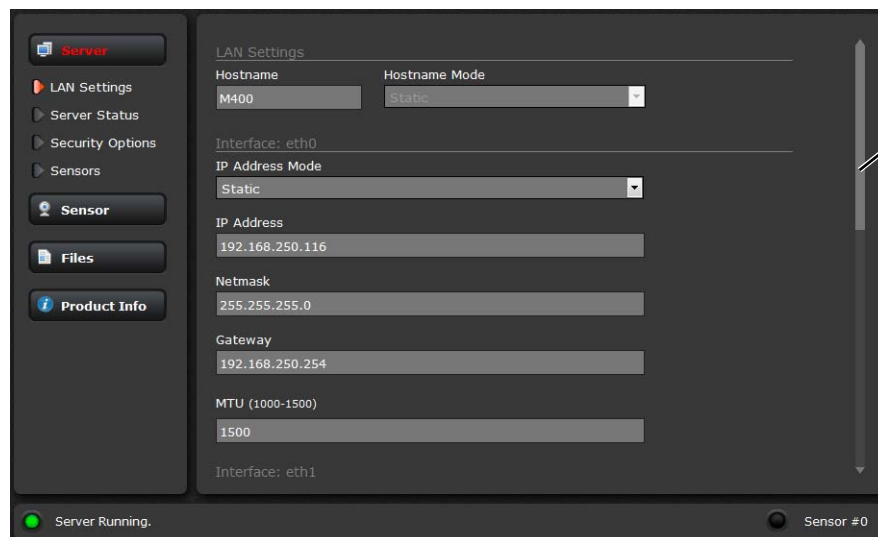 Server
LAN Settings
Server Status
Security Options
Sensors
Sensor
Files
Product Info
LAN Settings
Hostname Hostname Mode
M400 Static
Interface: eth0
IP Address Mode
Static
IP Address
192.168.250.116
Netmask
255.255.255.0
Gateway
192.168.250.254
MTU (1000-1500)
1500
Interface: eth1
Server Running. Sensor #0